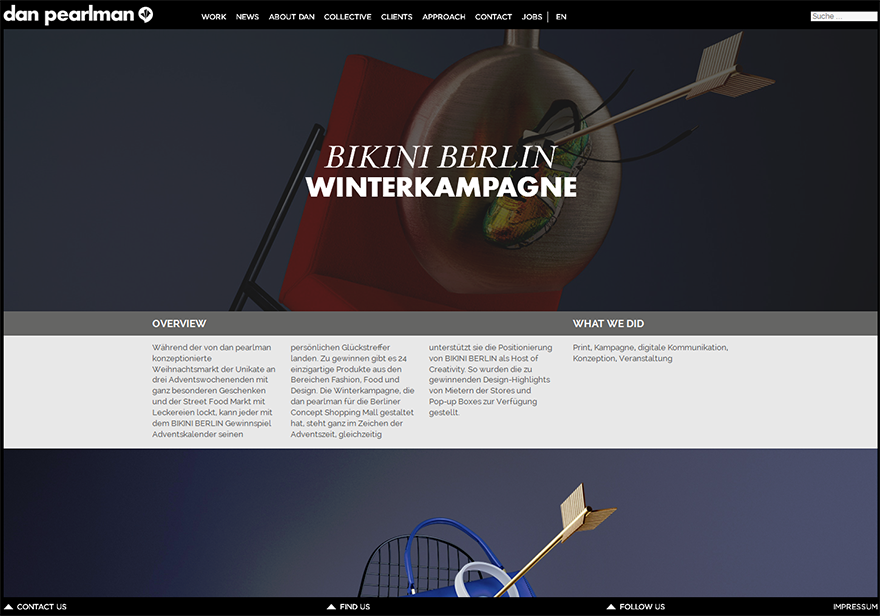 dan pearlman
WORK NEWS ABOUT DAN COLLECTIVE CLIENTS APPROACH CONTACT JOBS | EN
Suche ...
BIKINI BERLIN
WINTERKAMPAGNE
OVERVIEW
Während der von dan pearlman
konzeptionierte
Weihnachtsmarkt der Unikate an
drei Adventswochenenden mit
ganz besonderen Geschenken
und der Street Food Markt mit
Leckereien lockt, kann jeder mit
dem BIKINI BERLIN Gewinnspiel
Adventskalender seinen
persönlichen Glückstreffer
landen. Zu gewinnen gibt es 24
einzigartige Produkte aus den
Bereichen Fashion, Food und
Design. Die Winterkampagne, die
dan pearlman für die Berliner
Concept Shopping Mall gestaltet
hat, steht ganz im Zeichen der
Adventszeit, gleichzeitig
unterstützt sie die Positionierung
von BIKINI BERLIN als Host of
Creativity. So wurden die zu
gewinnenden Design-Highlights
von Mietern der Stores und
Pop-up Boxes zur Verfügung
gestellt.
WHAT WE DID
Print, Kampagne, digitale Kommunikation,
Konzeption, Veranstaltung
CONTACT US
FIND US
FOLLOW US
IMPRESSUM